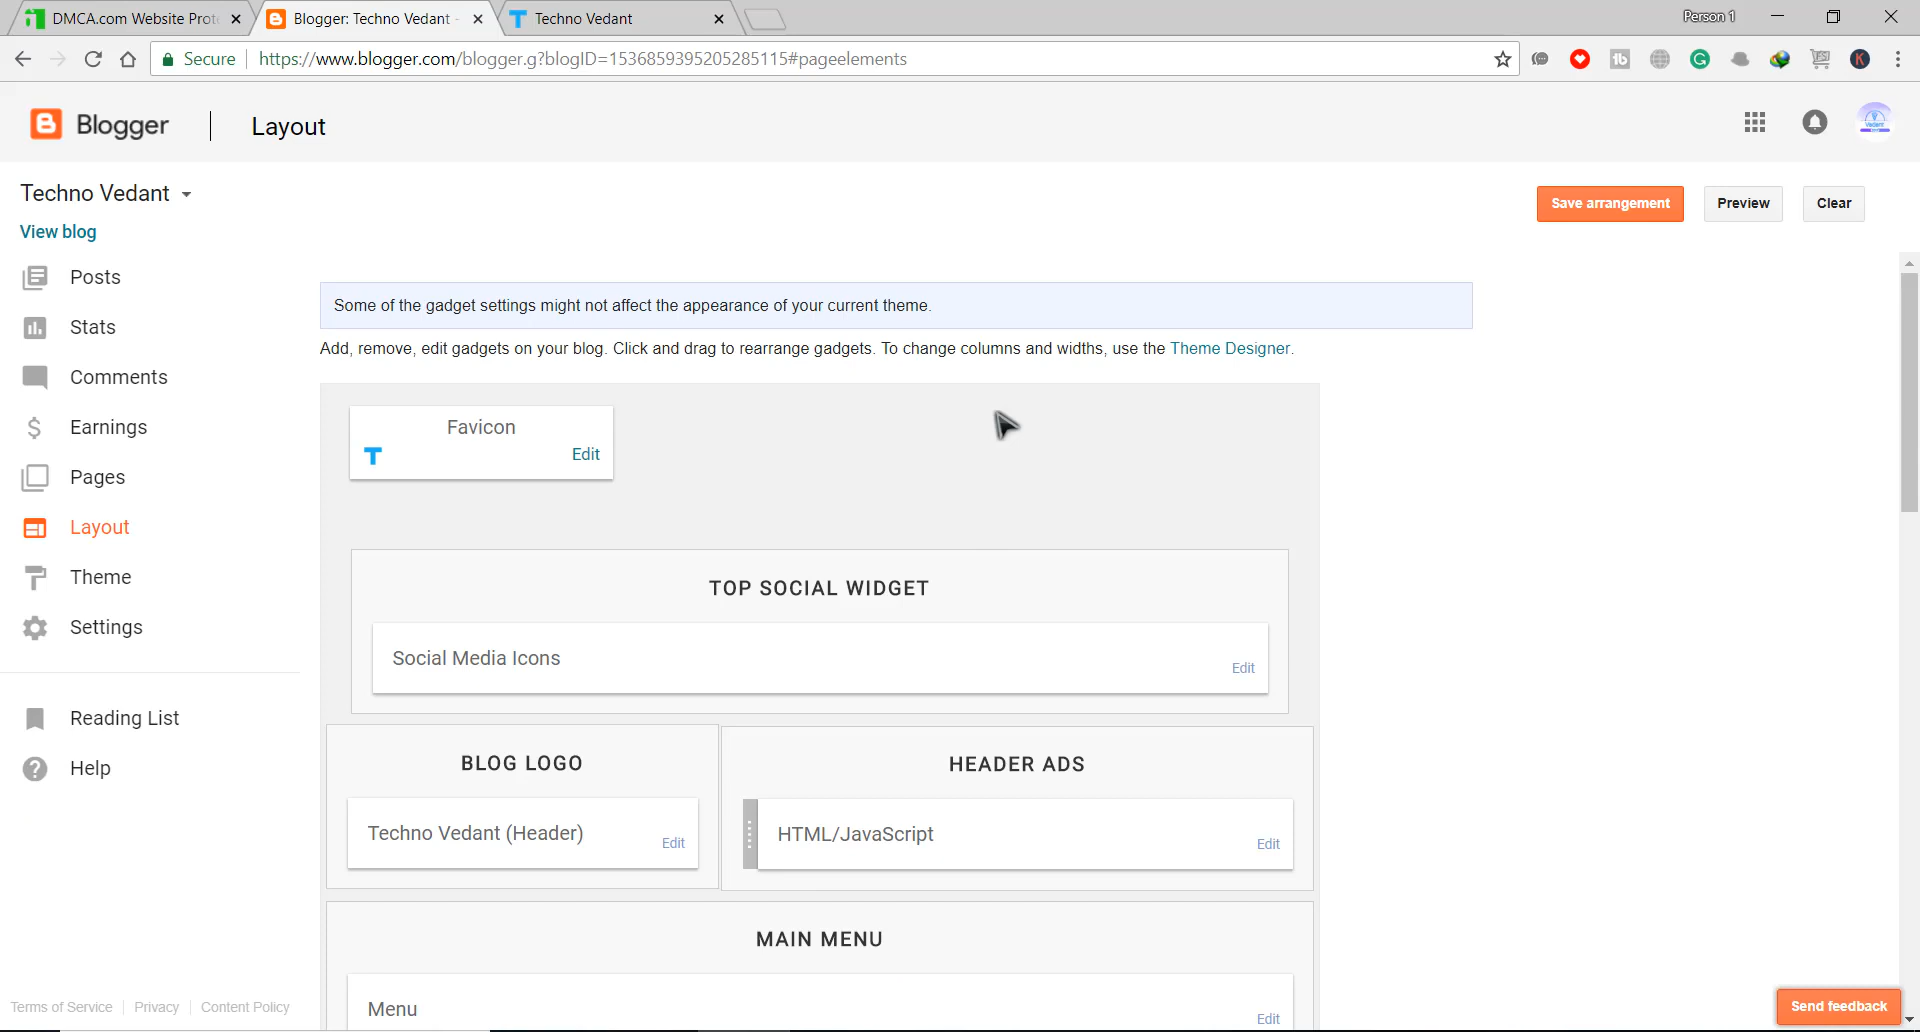 DMCA.com Website Prot
Blogger: Techno Vedant -
Techno Vedant
Person 1
Secure
https://www.blogger.com/blogger.g?blogID=1536859395205285115#pageelements
Blogger
Layout
Techno Vedant
Save arrangement
Preview
Clear
View blog
Posts
Stats
Comments
Earnings
Pages
Layout
Theme
Settings
Reading List
Help
Some of the gadget settings might not affect the appearance of your current theme.
Add, remove, edit gadgets on your blog. Click and drag to rearrange gadgets. To change columns and widths, use the Theme Designer.
Favicon
T
Edit
TOP SOCIAL WIDGET
Social Media Icons
Edit
BLOG LOGO
Techno Vedant (Header)
Edit
HEADER ADS
HTML/JavaScript
Edit
MAIN MENU
Menu
Edit
Terms of Service
Privacy
Content Policy
Send feedback